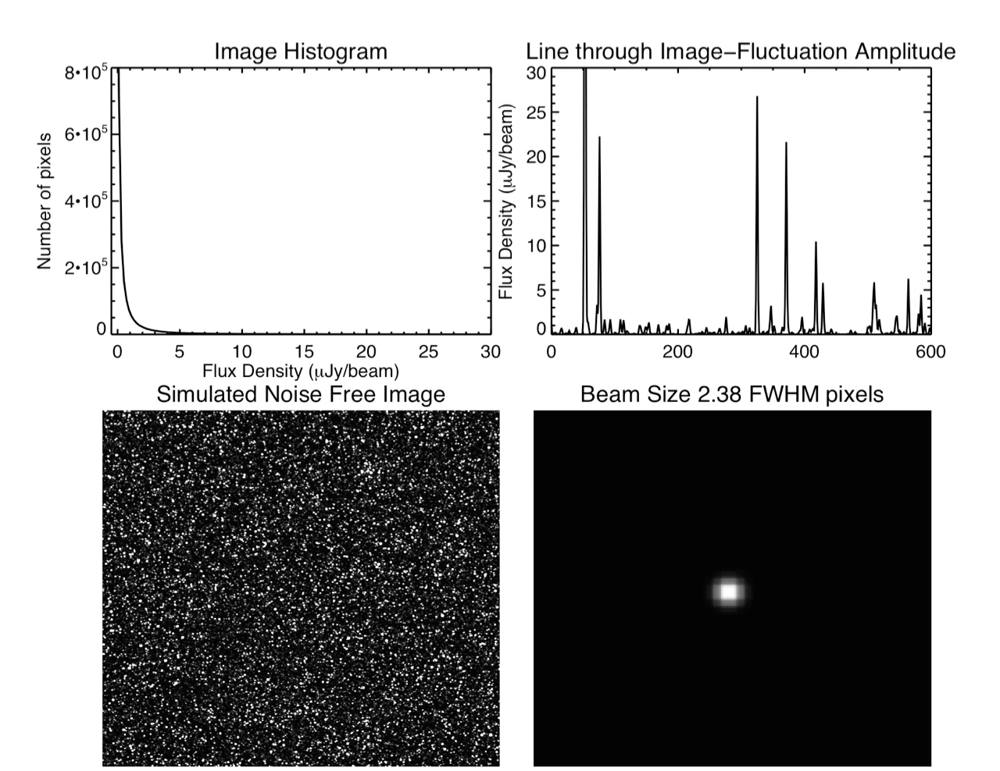 Image Histogram
Number of pixels
8•10⁵
6•10⁵
4•10⁵
2•10⁵
0
0 5 10 15 20 25 30
Flux Density (μJy/beam)
Line through Image−Fluctuation Amplitude
Flux Density (μJy/beam)
30
25
20
15
10
5
0
0 200 400 600
Simulated Noise Free Image
Beam Size 2.38 FWHM pixels